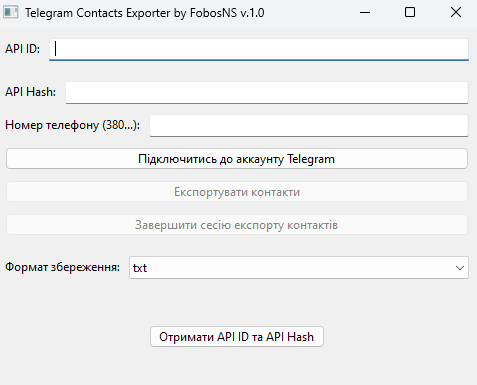 Telegram Contacts Exporter by FobosNS v.1.0
API ID:
API Hash:
Номер телефону (380...):
Підключитись до аккаунту Telegram
Експортувати контакти
Завершити сесію експорту контактів
Формат збереження: txt
Отримати API ID та API Hash